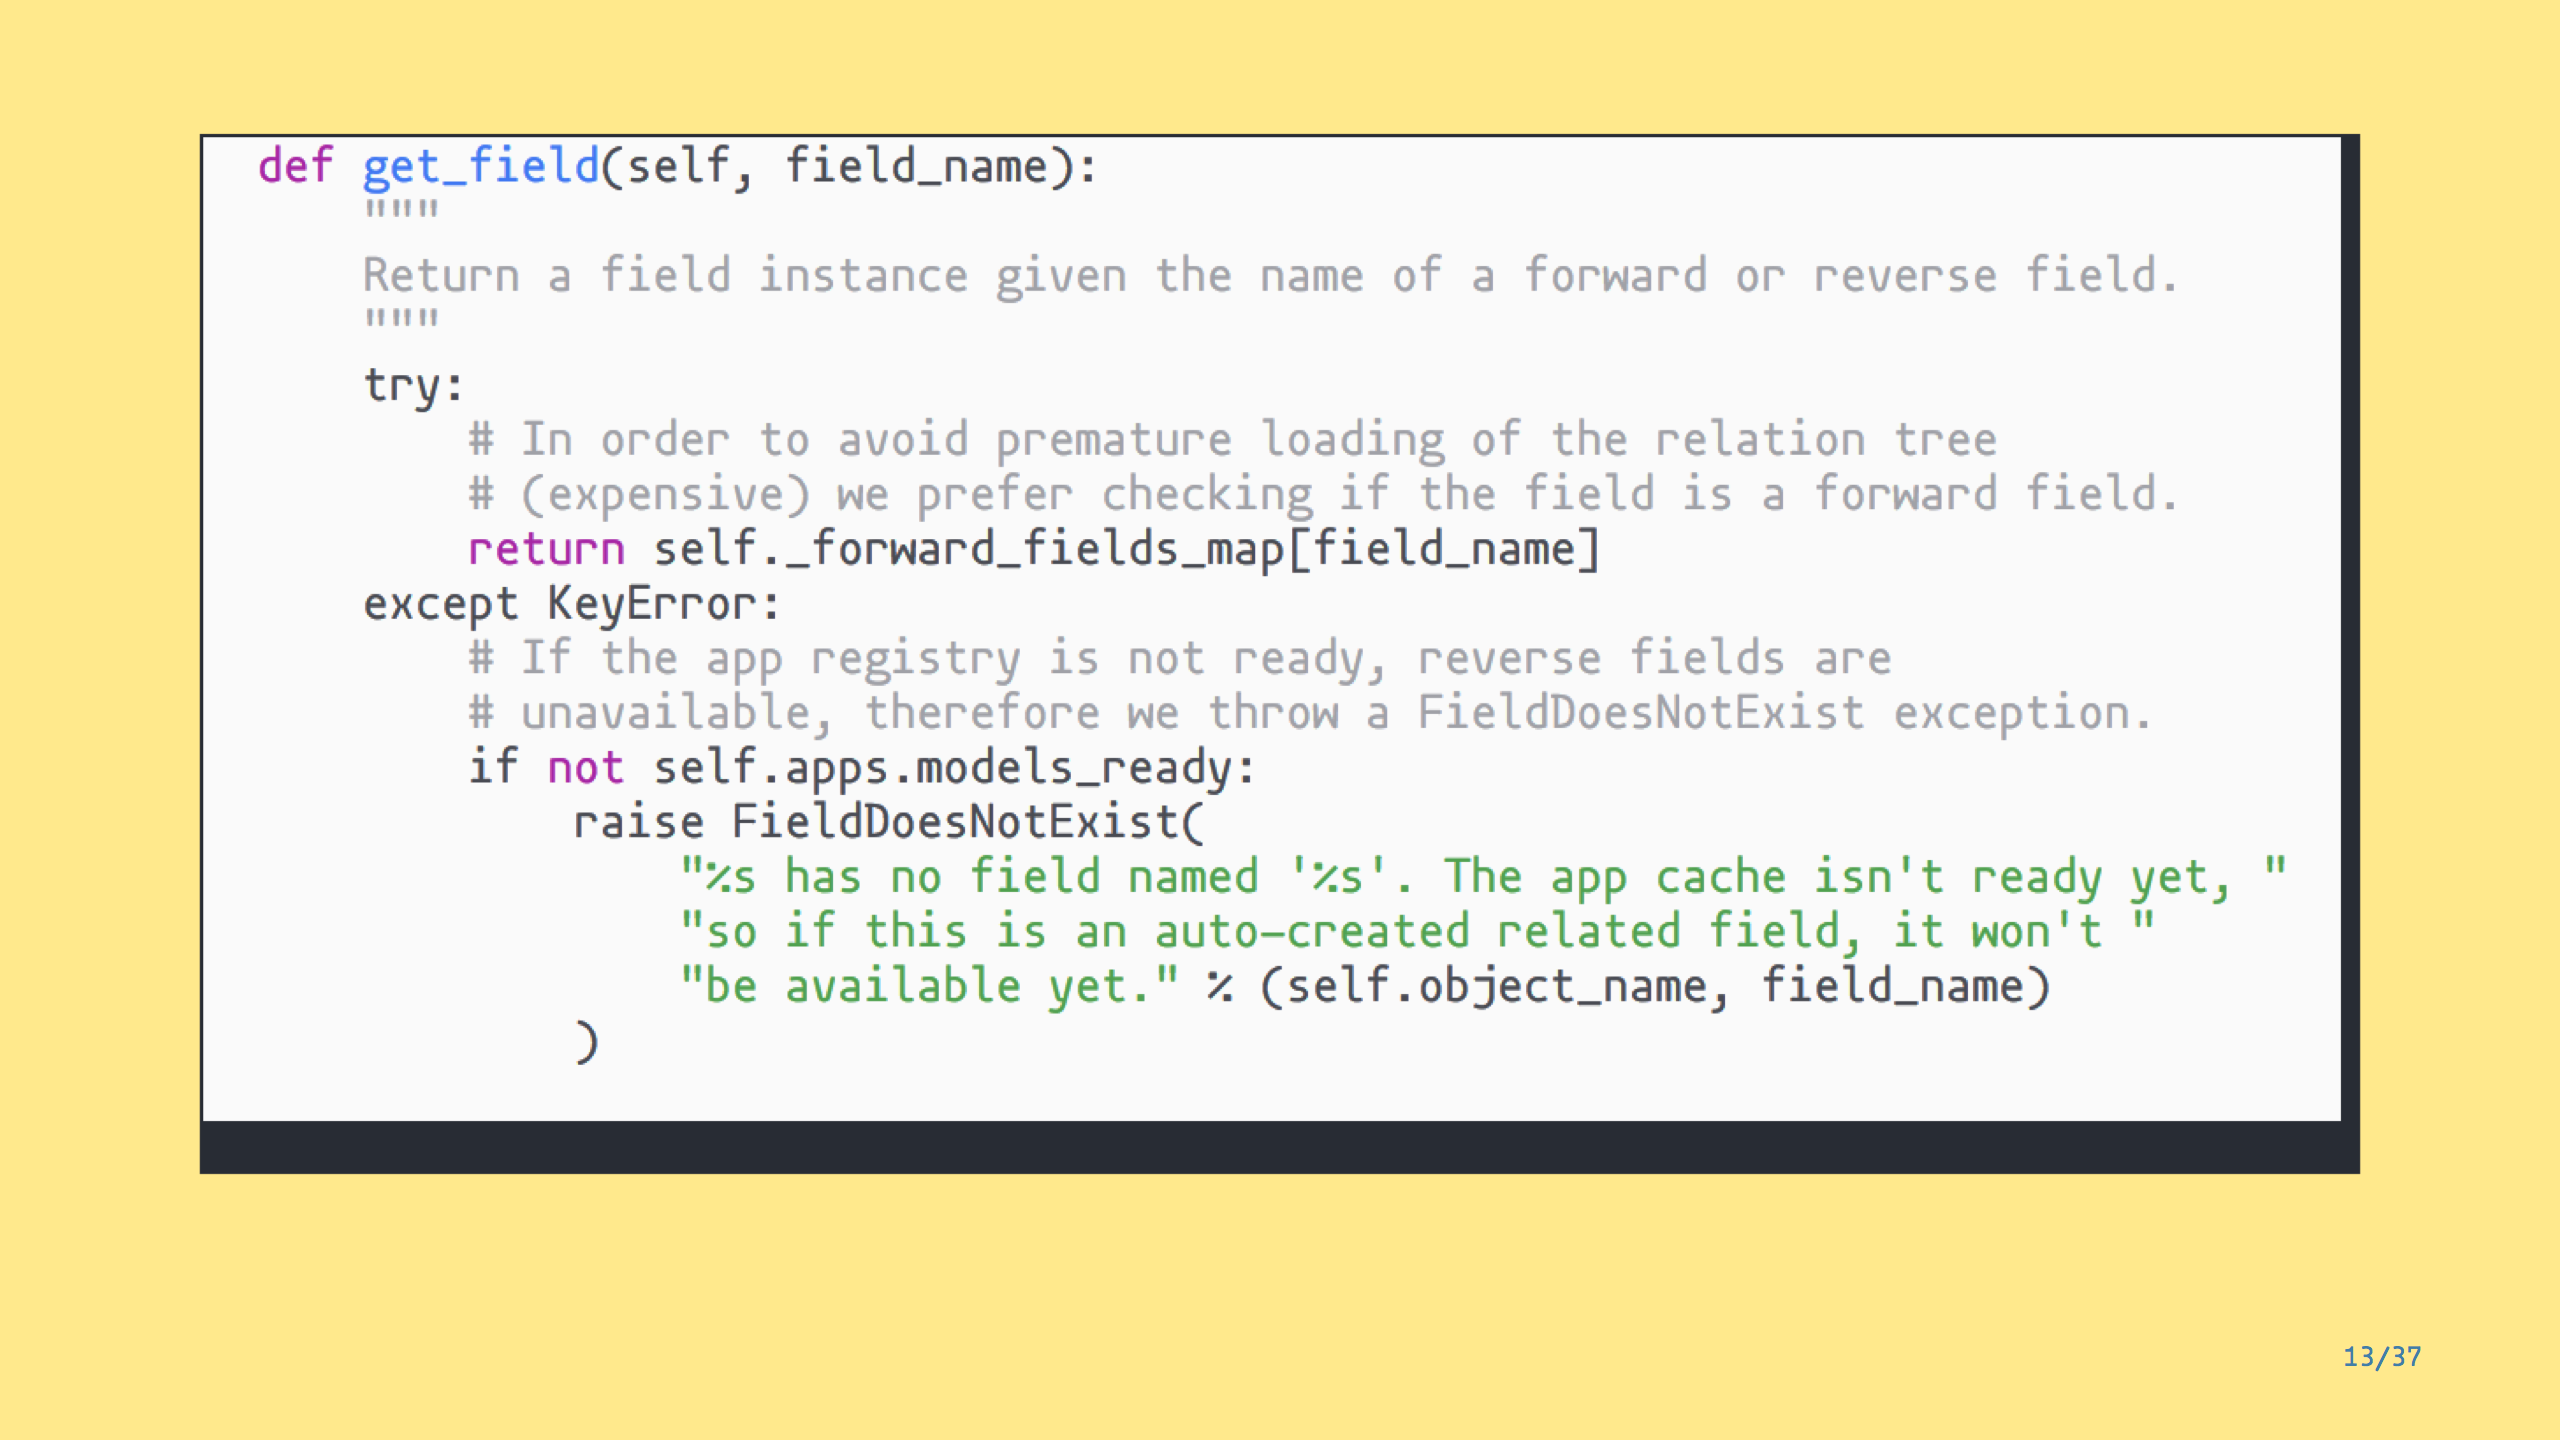 def get_field(self, field_name):
    """
    Return a field instance given the name of a forward or reverse field.
    """
    try:
        # In order to avoid premature loading of the relation tree
        # (expensive) we prefer checking if the field is a forward field.
        return self._forward_fields_map[field_name]
    except KeyError:
        # If the app registry is not ready, reverse fields are
        # unavailable, therefore we throw a FieldDoesNotExist exception.
        if not self.apps.models_ready:
            raise FieldDoesNotExist(
                "%s has no field named '%s'. The app cache isn't ready yet, "
                "so if this is an auto-created related field, it won't "
                "be available yet." % (self.object_name, field_name)
            )
13/37